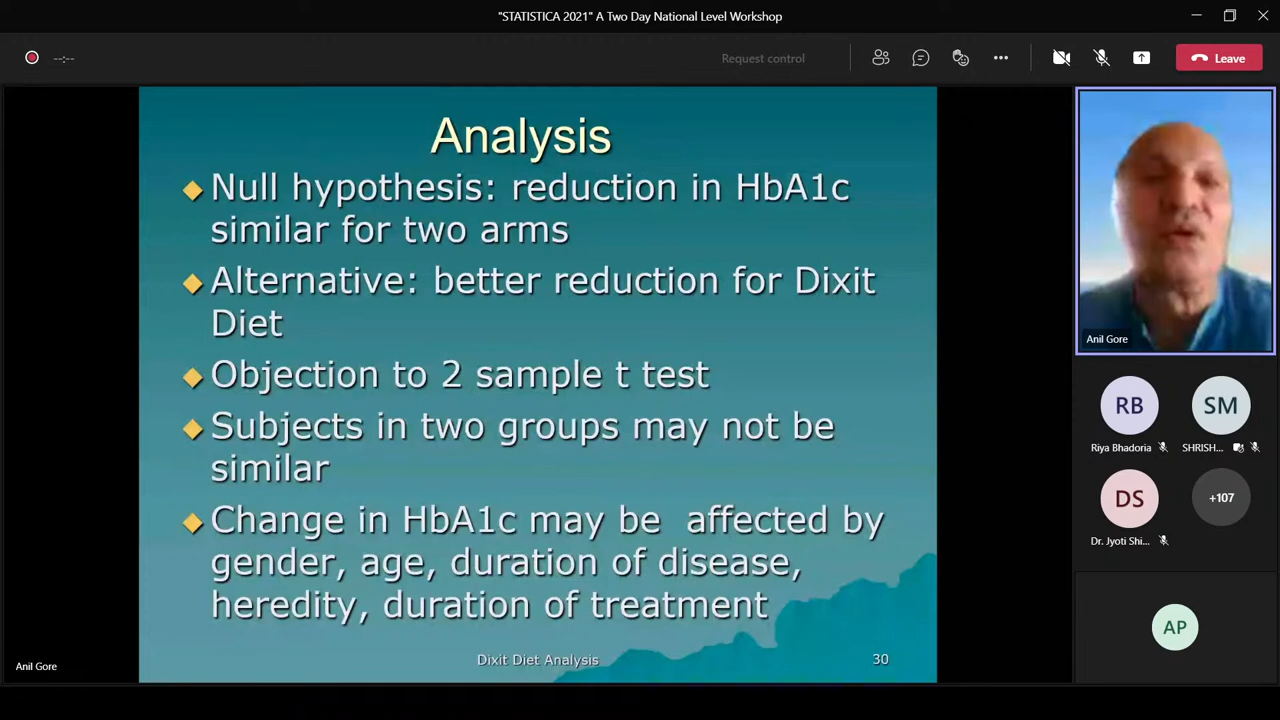 "STATISTICA 2021" A Two Day National Level Workshop
--:--
Request control
Leave
Analysis
Null hypothesis: reduction in HbA1c
similar for two arms
Alternative: better reduction for Dixit
Diet
Objection to 2 sample t test
Subjects in two groups may not be
similar
Change in HbA1c may be affected by
gender, age, duration of disease,
heredity, duration of treatment
Dixit Diet Analysis
30
Anil Gore
Anil Gore
RB
Riya Bhadoria
SM
SHRISH...
DS
Dr. Jyoti Shi...
+107
AP